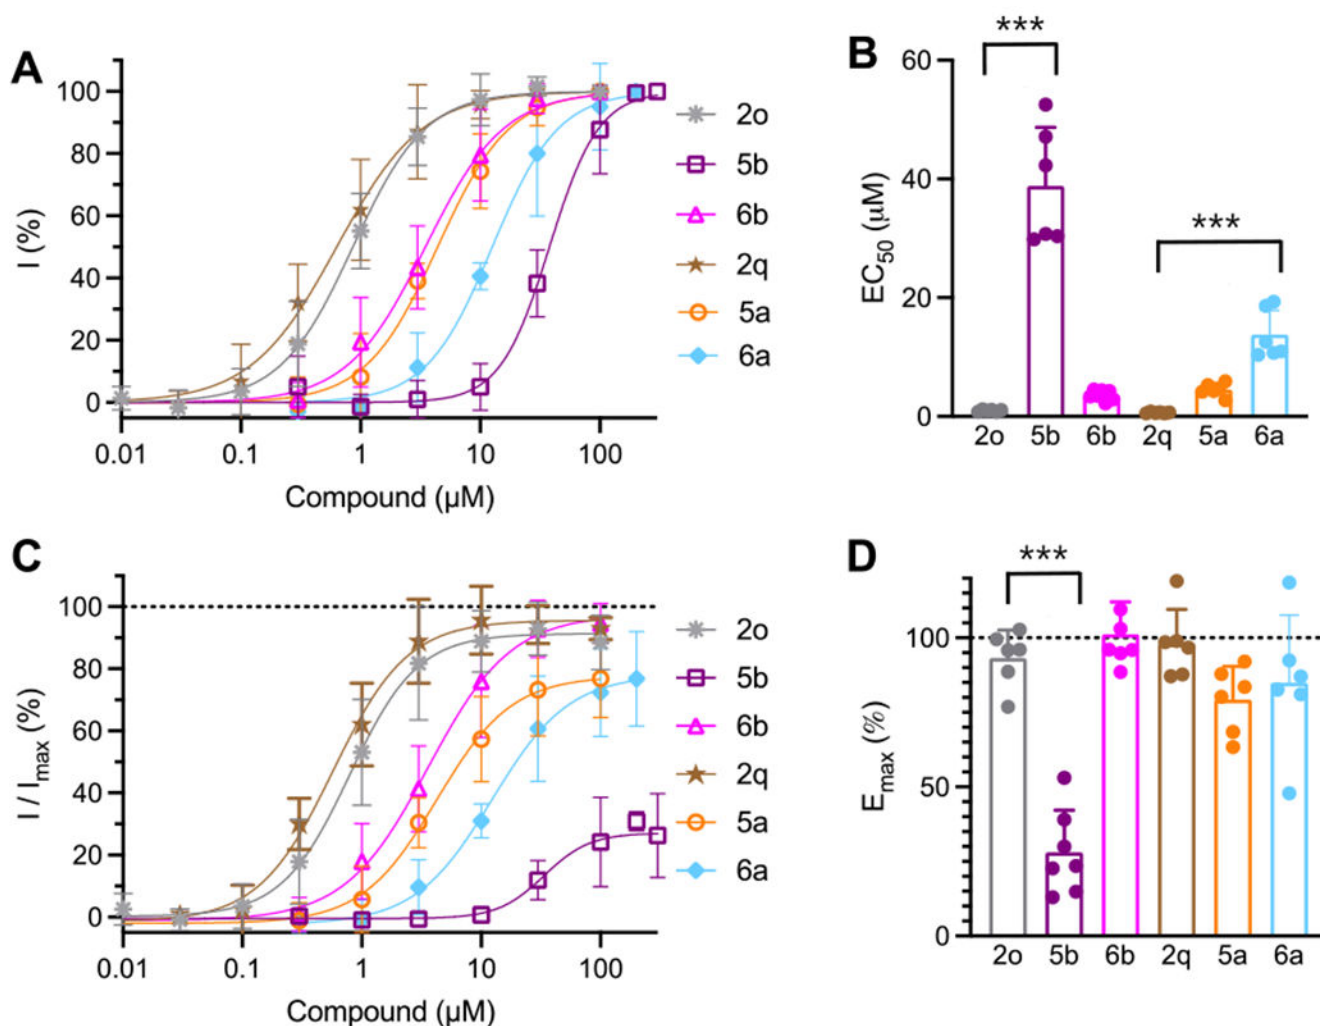 A
I (%)
100
80
60
40
20
0
0.01 0.1 1 10 100
Compound (µM)
2o
5b
6b
2q
5a
6a
B
EC50 (µM)
60
40
20
0
***
***
2o 5b 6b 2q 5a 6a
C
I / Imax (%)
100
80
60
40
20
0
0.01 0.1 1 10 100
Compound (µM)
2o
5b
6b
2q
5a
6a
D
Emax (%)
100
50
0
***
2o 5b 6b 2q 5a 6a